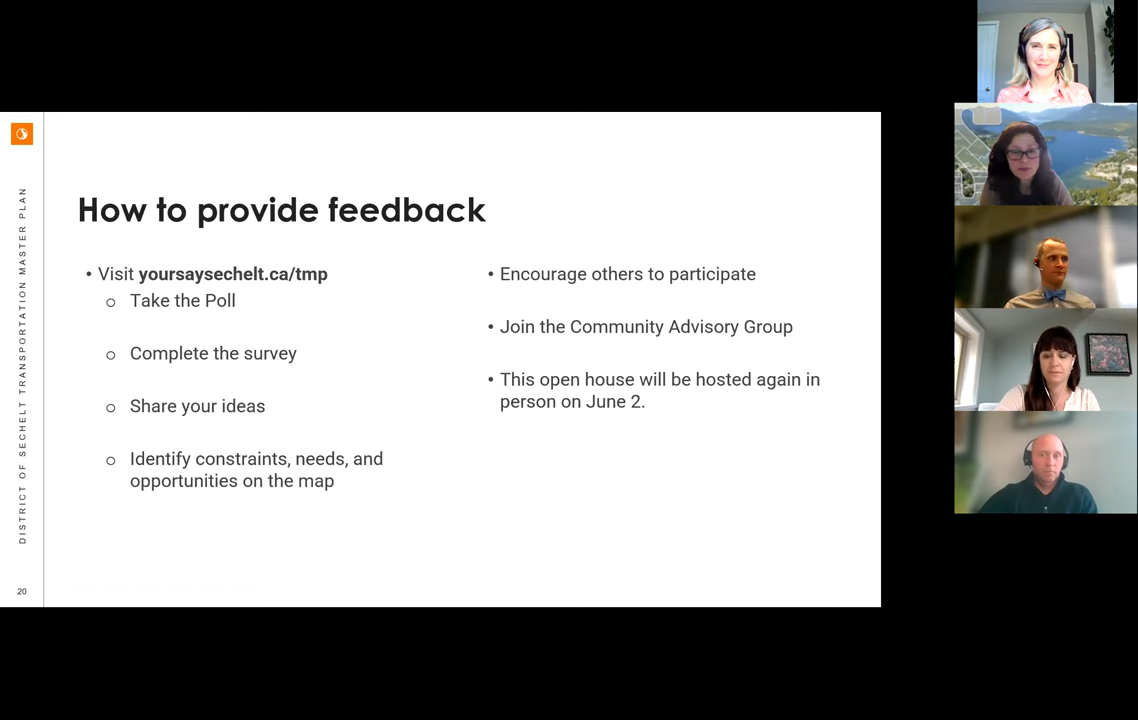 DISTRICT OF SECHELT TRANSPORTATION MASTER PLAN
How to provide feedback
• Visit yoursaysechelt.ca/tmp
o Take the Poll
o Complete the survey
o Share your ideas
o Identify constraints, needs, and
opportunities on the map
• Encourage others to participate
• Join the Community Advisory Group
• This open house will be hosted again in
person on June 2.
20